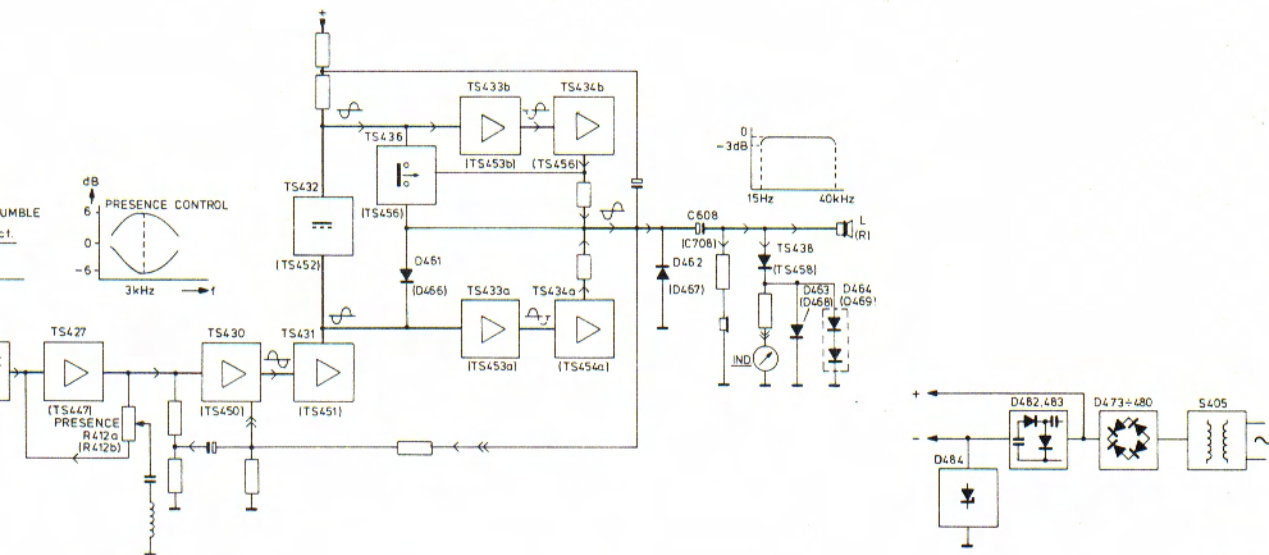 +
TS433b
TS434b
TS436
0
-3dB
(TS453b)
(TS456)
UMBLE
dB
PRESENCE CONTROL
TS432
(TS456)
15Hz
40kHz
ct.
6
0
-6
C608
(C708)
L
(R)
TS438
(TS458)
(TS452)
D461
(D466)
D462
(D467)
D463
(D468)
D464
(D469)
3kHz
f
TS433a
TS434a
TS427
TS430
TS431
IND
(TS453a)
(TS454a)
(TS447)
(TS450)
(TS451)
PRESENCE
R412a
(R412b)
+
D482,483
D473÷480
S405
-
D484